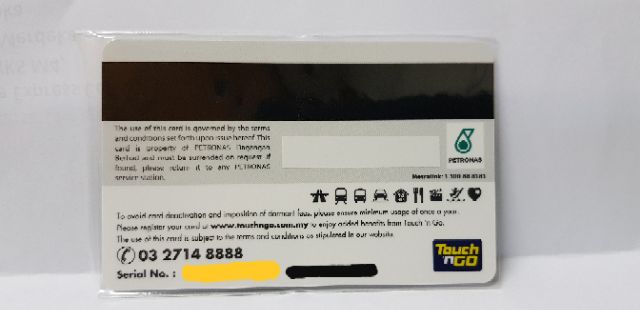 The use of this card is governed by the terms
and conditions set forth upon issue hereof. This
card is property of PETRONAS Dagangan
Berhad and must be surrended on request. If
found, please return it to any PETRONAS
service station.
PETRONAS
Mesralink: 1 300 88 8181
To avoid card deactivation and imposition of dormant fees, please ensure minimum usage of once a year.
Please register your card at www.touchngo.com.my to enjoy added benefits from Touch 'n Go.
The use of this card is subject to the terms and conditions as stipulated in our website.
03 2714 8888
Touch
'n GO
Serial No. :